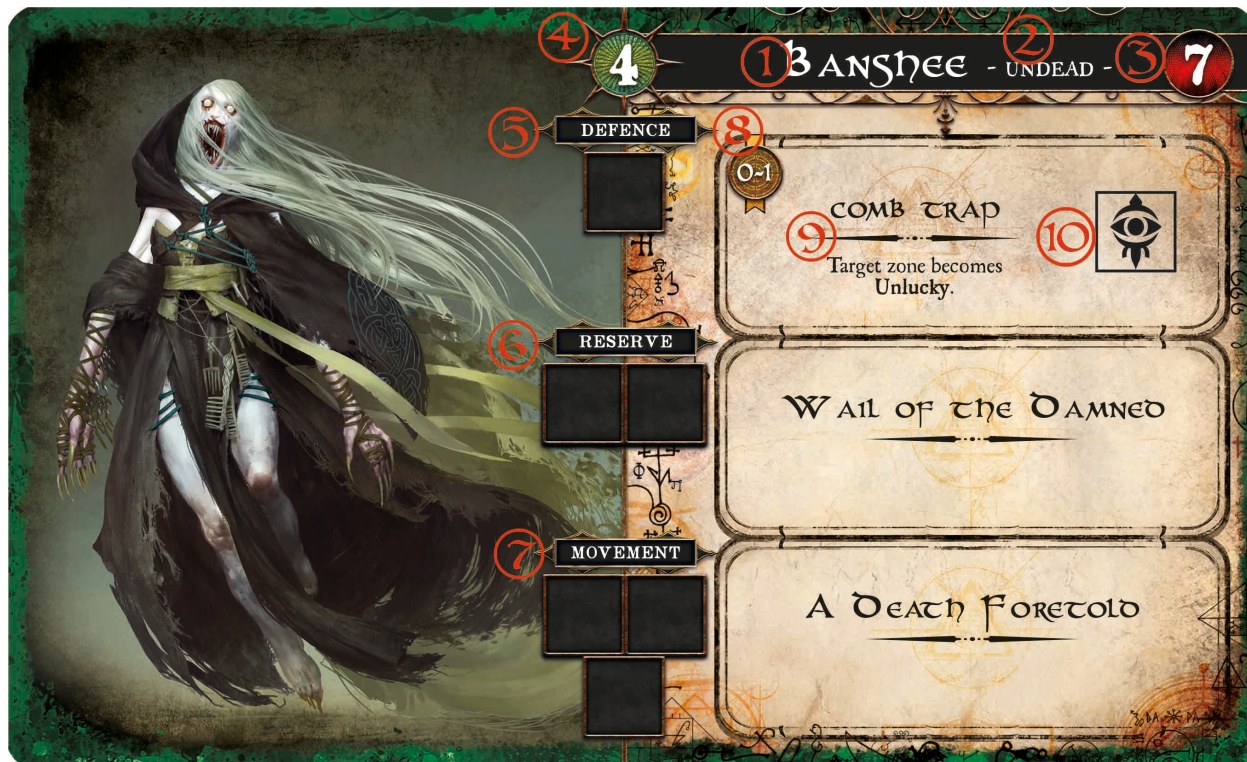 4
4
1
Banshee
2
- UNDEAD -
3
7
5
DEFENCE
8
0-1
Comb Trap
9
10
Target zone becomes
Unlucky.
6
RESERVE
Wail of the Damned
7
MOVEMENT
A Death Foretold